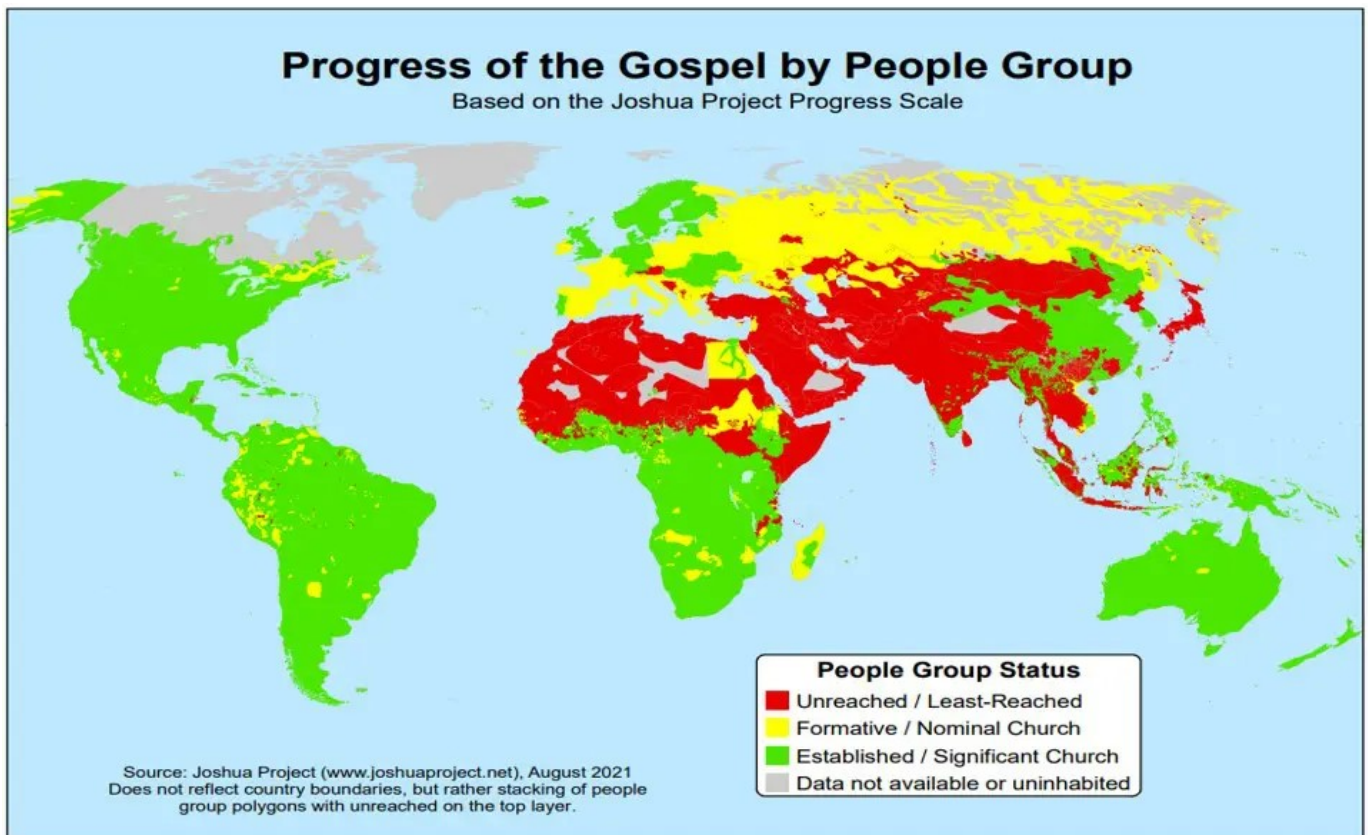 Progress of the Gospel by People Group
Based on the Joshua Project Progress Scale
People Group Status
Unreached / Least-Reached
Formative / Nominal Church
Established / Significant Church
Data not available or uninhabited
Source: Joshua Project (www.joshuaproject.net), August 2021
Does not reflect country boundaries, but rather stacking of people
group polygons with unreached on the top layer.